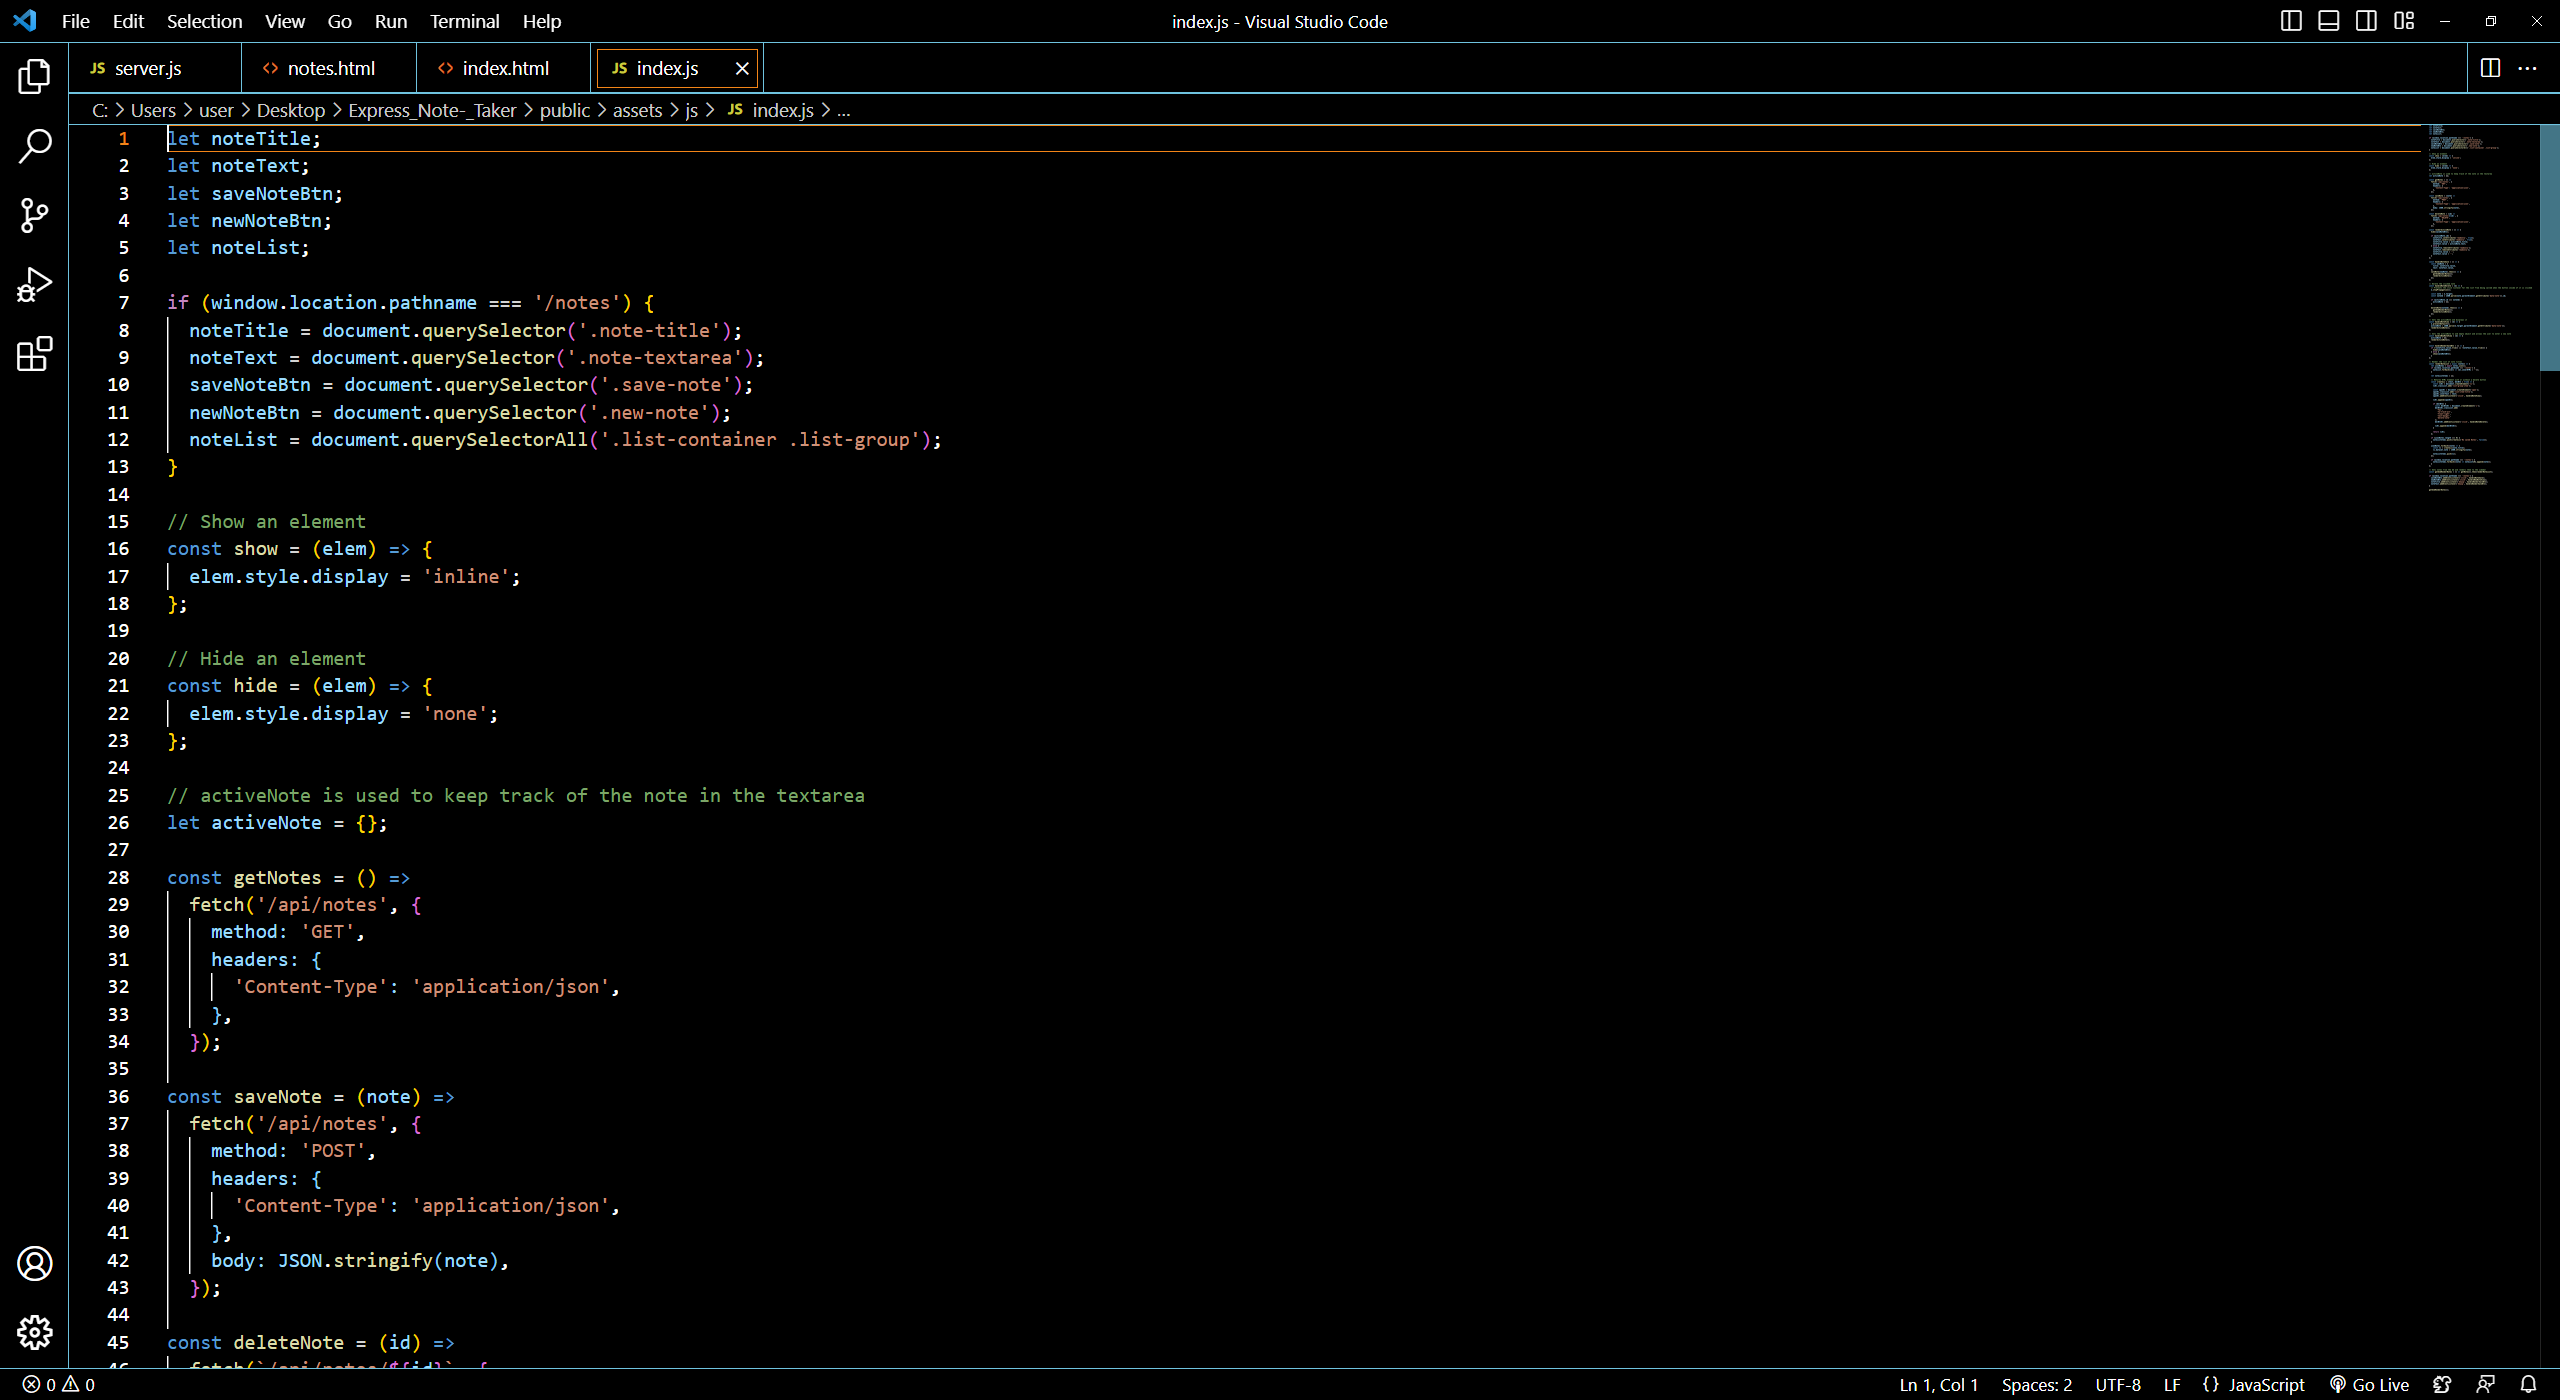 File Edit Selection View Go Run Terminal Help index.js - Visual Studio Code
JS server.js <> notes.html <> index.html JS index.js
C: > Users > user > Desktop > Express_Note-_Taker > public > assets > js > JS index.js > ...
1 let noteTitle;
2 let noteText;
3 let saveNoteBtn;
4 let newNoteBtn;
5 let noteList;
6
7 if (window.location.pathname === '/notes') {
8 noteTitle = document.querySelector('.note-title');
9 noteText = document.querySelector('.note-textarea');
10 saveNoteBtn = document.querySelector('.save-note');
11 newNoteBtn = document.querySelector('.new-note');
12 noteList = document.querySelectorAll('.list-container .list-group');
13 }
14
15 // Show an element
16 const show = (elem) => {
17 elem.style.display = 'inline';
18 };
19
20 // Hide an element
21 const hide = (elem) => {
22 elem.style.display = 'none';
23 };
24
25 // activeNote is used to keep track of the note in the textarea
26 let activeNote = {};
27
28 const getNotes = () =>
29 fetch('/api/notes', {
30 method: 'GET',
31 headers: {
32 'Content-Type': 'application/json',
33 },
34 });
35
36 const saveNote = (note) =>
37 fetch('/api/notes', {
38 method: 'POST',
39 headers: {
40 'Content-Type': 'application/json',
41 },
42 body: JSON.stringify(note),
43 });
44
45 const deleteNote = (id) =>
46 fetch(`/api/notes/${id}`, {
0 0 Ln 1, Col 1 Spaces: 2 UTF-8 LF {} JavaScript Go Live